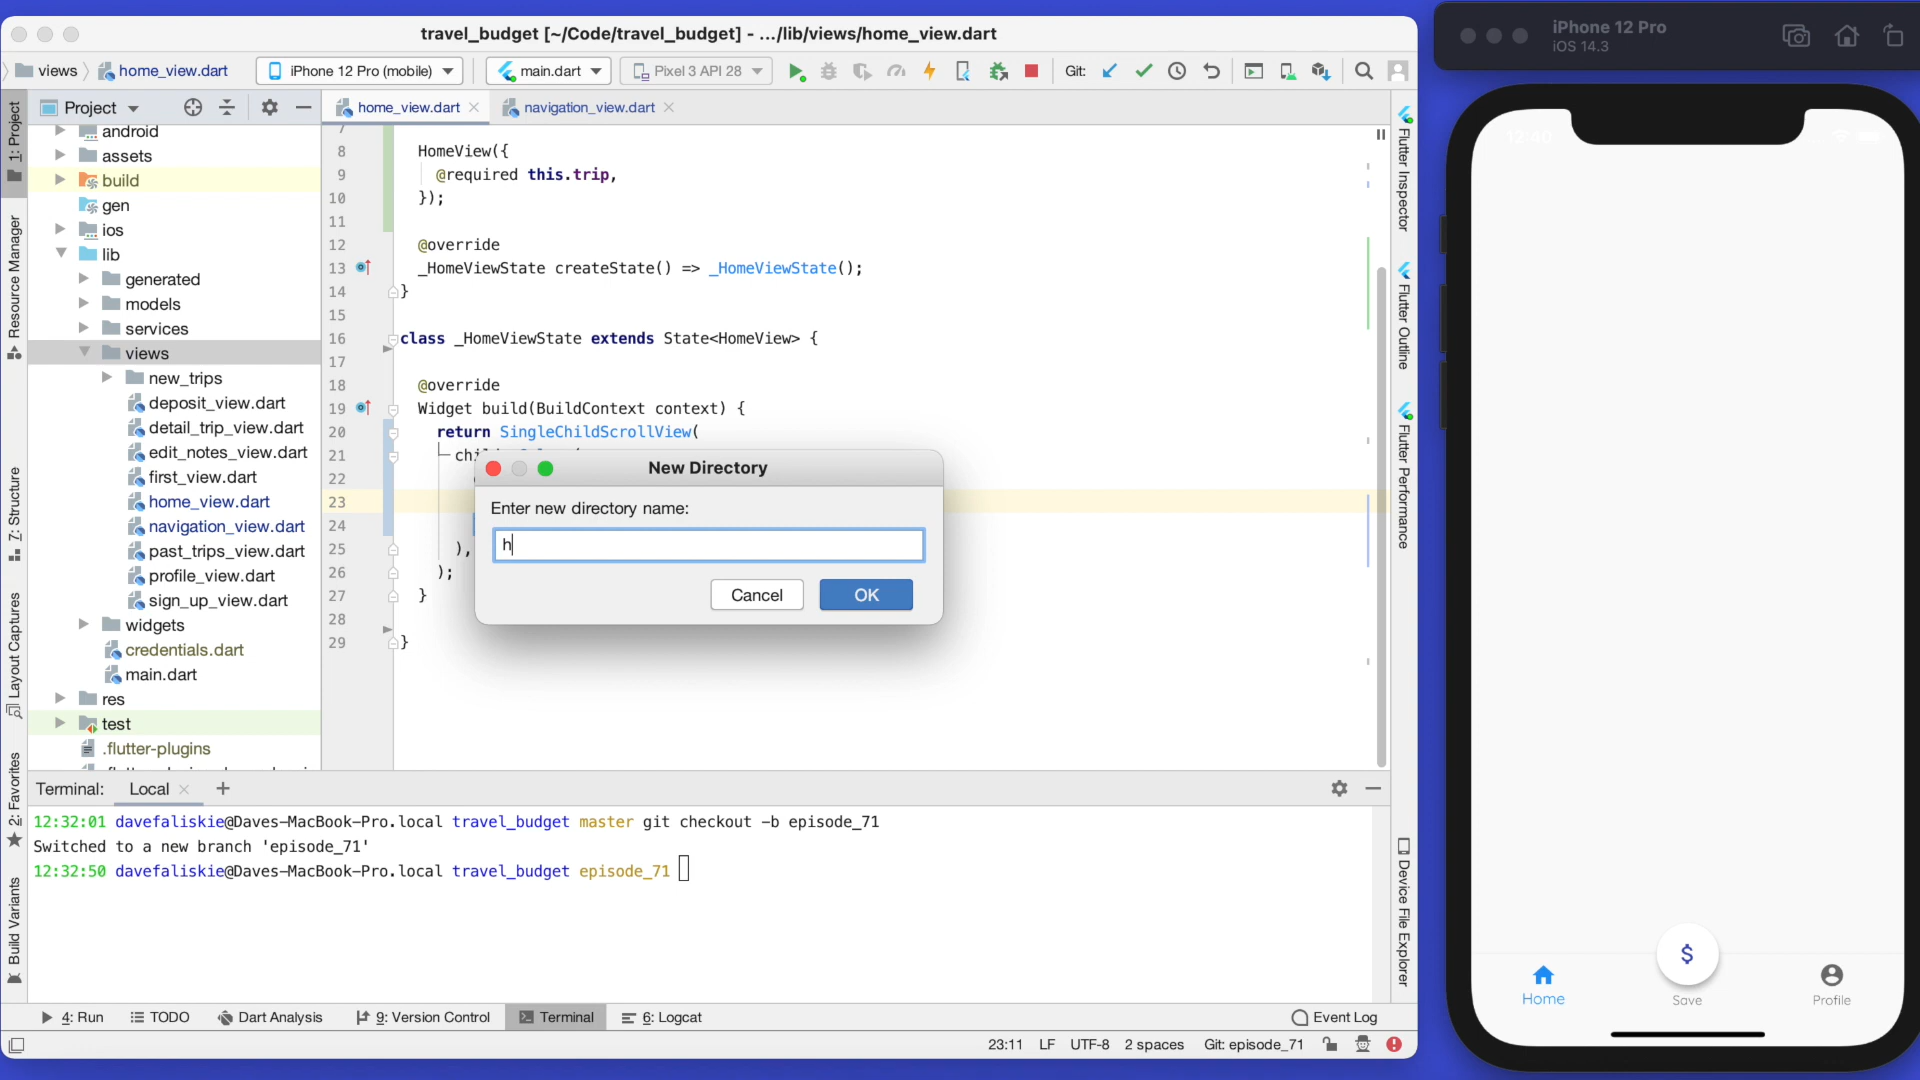 travel_budget [~/Code/travel_budget] - .../lib/views/home_view.dart
views
home_view.dart
iPhone 12 Pro (mobile)
main.dart
Pixel 3 API 28
Git:
1: Project
Resource Manager
7: Structure
Layout Captures
2: Favorites
Build Variants
Project
android
assets
build
gen
ios
lib
generated
models
services
views
new_trips
deposit_view.dart
detail_trip_view.dart
edit_notes_view.dart
first_view.dart
home_view.dart
navigation_view.dart
past_trips_view.dart
profile_view.dart
sign_up_view.dart
widgets
credentials.dart
main.dart
res
test
.flutter-plugins
home_view.dart
navigation_view.dart
7
8 HomeView({
9 @required this.trip,
10 });
11
12 @override
13 _HomeViewState createState() => _HomeViewState();
14 }
15
16 class _HomeViewState extends State<HomeView> {
17
18 @override
19 Widget build(BuildContext context) {
20 return SingleChildScrollView(
21
22
23
24
25 ),
26 );
27 }
28
29 }
New Directory
Enter new directory name:
h
Cancel
OK
Flutter Inspector
Flutter Outline
Flutter Performance
Device File Explorer
Terminal:
Local
12:32:01 davefaliskie@Daves-MacBook-Pro.local travel_budget master git checkout -b episode_71
Switched to a new branch 'episode_71'
12:32:50 davefaliskie@Daves-MacBook-Pro.local travel_budget episode_71
4: Run
TODO
Dart Analysis
9: Version Control
Terminal
6: Logcat
Event Log
23:11
LF
UTF-8
2 spaces
Git: episode_71
iPhone 12 Pro
iOS 14.3
$
Home
Save
Profile